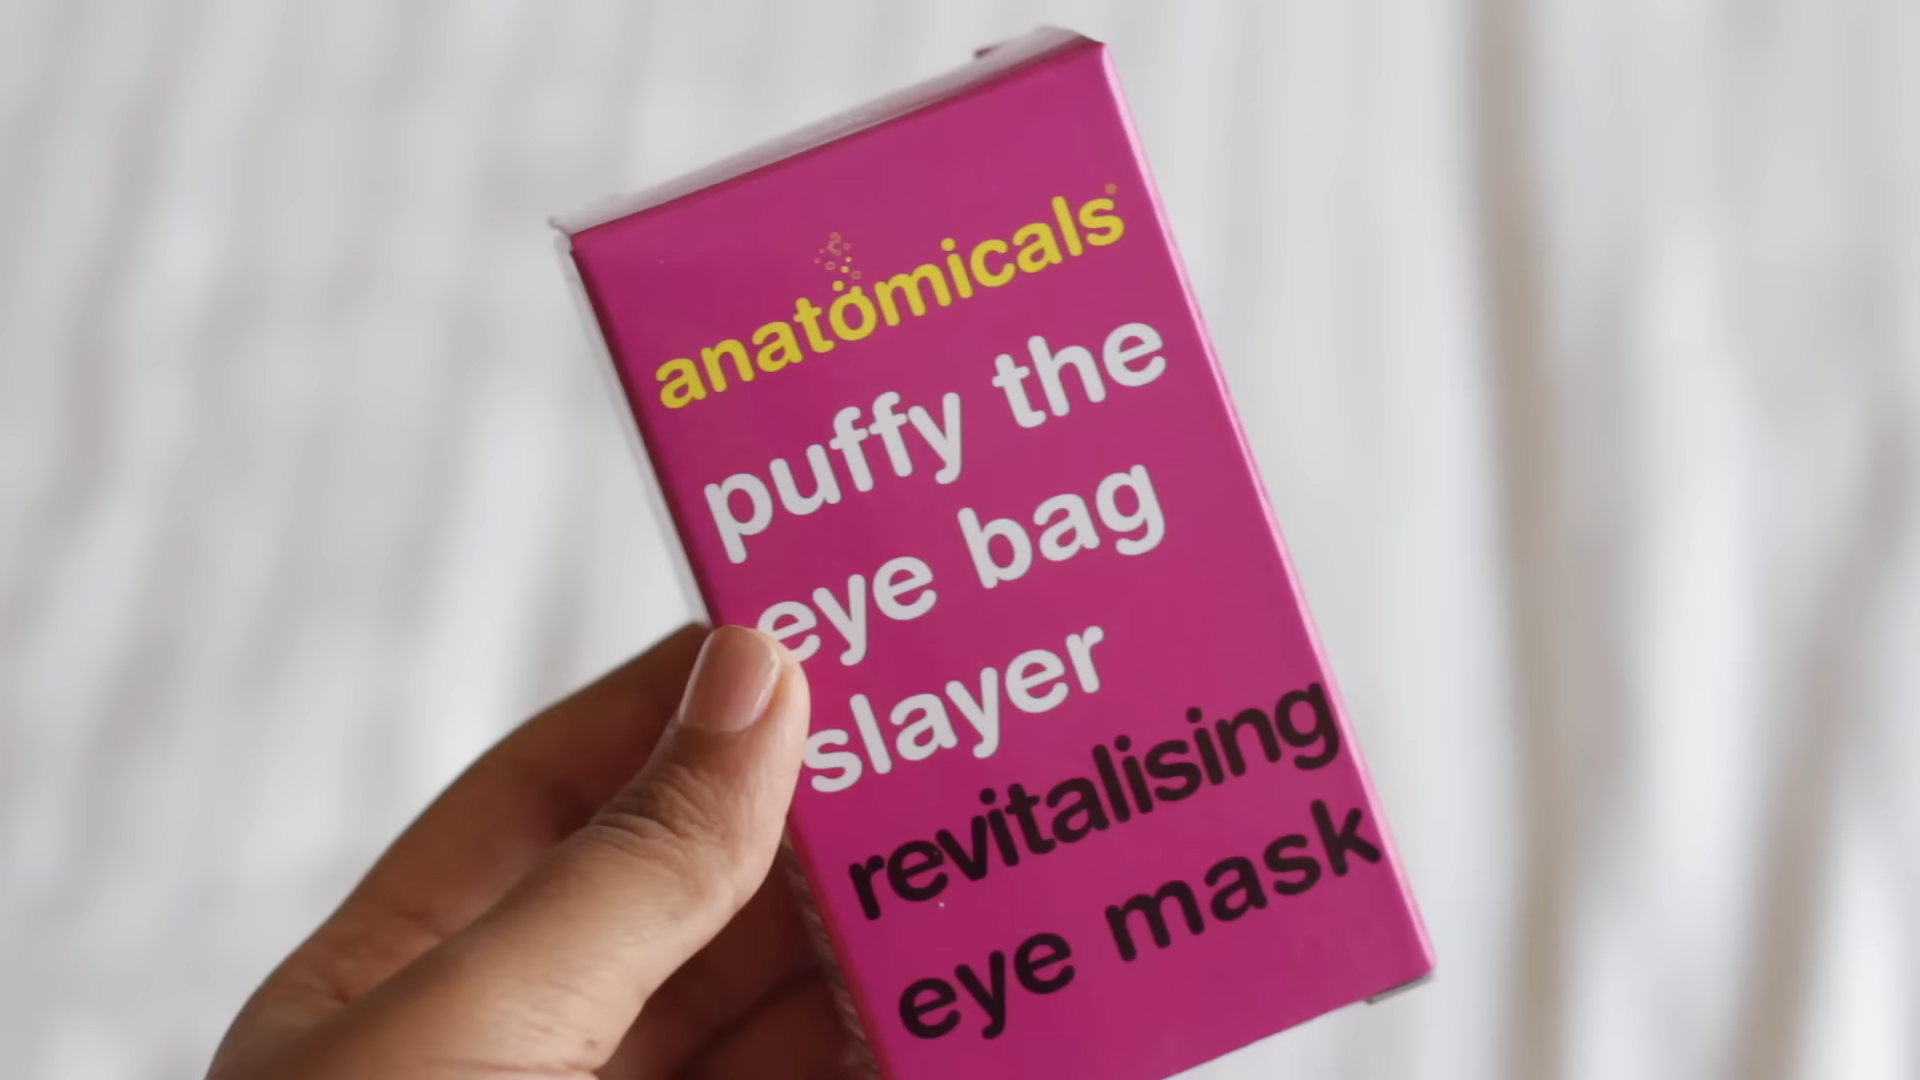 anatomicals®
puffy the
eye bag
slayer
revitalising
eye mask